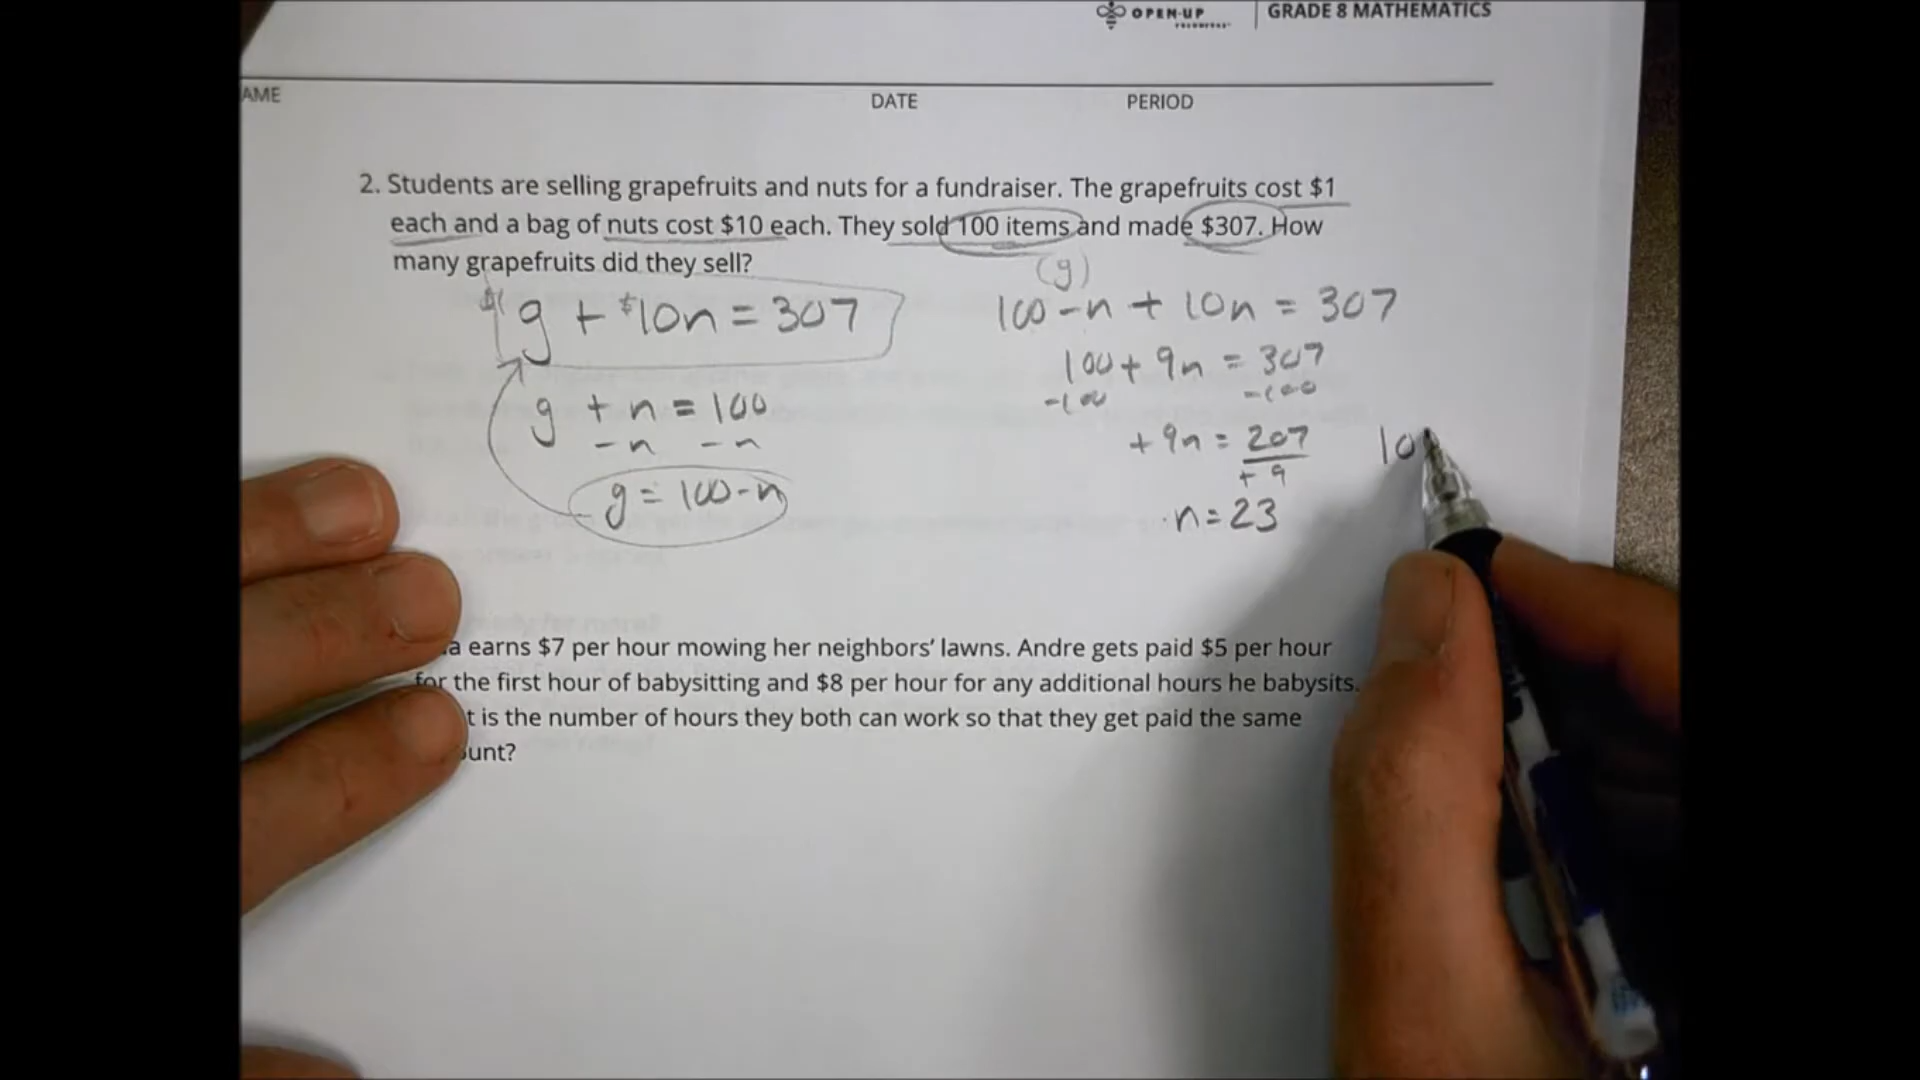 OPEN-UP
GRADE 8 MATHEMATICS
AME
DATE
PERIOD
2. Students are selling grapefruits and nuts for a fundraiser. The grapefruits cost $1
each and a bag of nuts cost $10 each. They sold 100 items and made $307. How
many grapefruits did they sell?
$1g + $10n = 307
g + n = 100
-n -n
g = 100-n
(g)
100-n + 10n = 307
100 + 9n = 307
-100 -100
+ 9n = 207
+ 9
n = 23
10
a earns $7 per hour mowing her neighbors’ lawns. Andre gets paid $5 per hour
for the first hour of babysitting and $8 per hour for any additional hours he babysits.
t is the number of hours they both can work so that they get paid the same
ount?